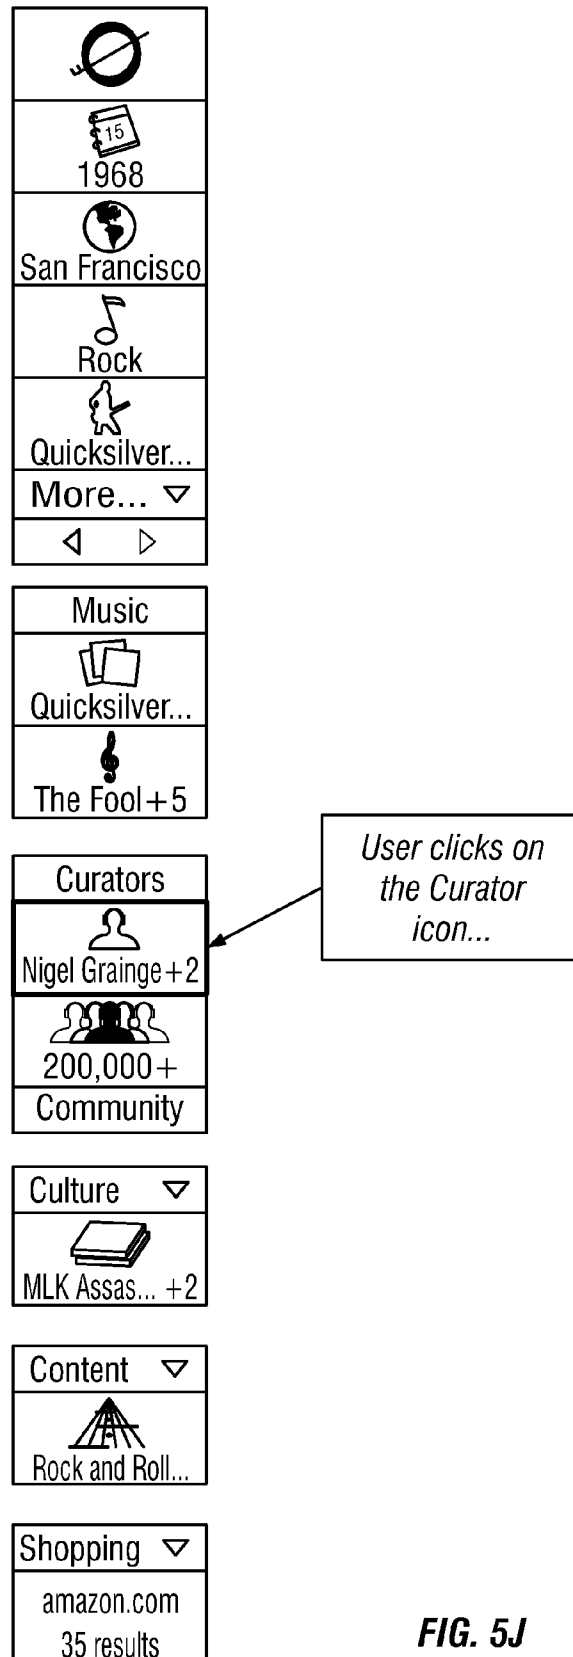 15
1968
San Francisco
Rock
Quicksilver...
More...
Music
Quicksilver...
The Fool+5
Curators
Nigel Grainge+2
200,000+
Community
User clicks on
the Curator
icon...
Culture
MLK Assas... +2
Content
Rock and Roll...
Shopping
amazon.com
35 results
FIG. 5J